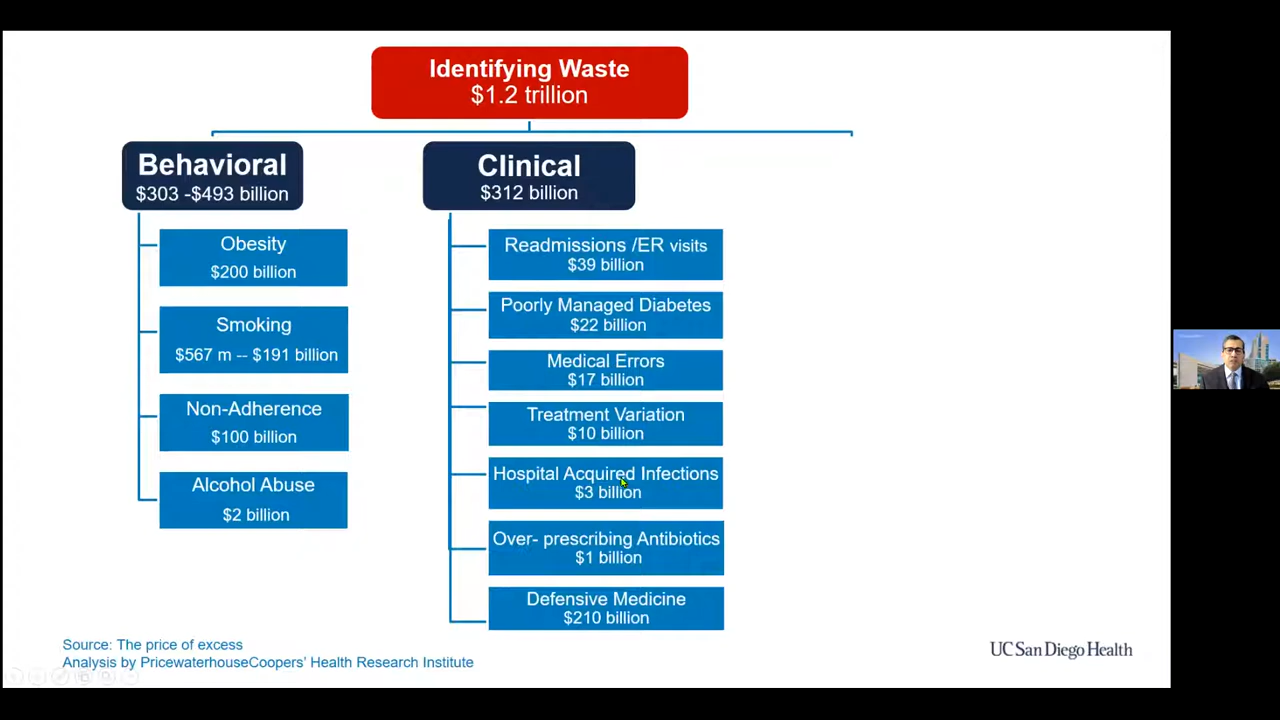 Identifying Waste
$1.2 trillion
Behavioral
$303 -$493 billion
Obesity
$200 billion
Smoking
$567 m -- $191 billion
Non-Adherence
$100 billion
Alcohol Abuse
$2 billion
Clinical
$312 billion
Readmissions /ER visits
$39 billion
Poorly Managed Diabetes
$22 billion
Medical Errors
$17 billion
Treatment Variation
$10 billion
Hospital Acquired Infections
$3 billion
Over- prescribing Antibiotics
$1 billion
Defensive Medicine
$210 billion
Source: The price of excess
Analysis by PricewaterhouseCoopers' Health Research Institute
UC San Diego Health